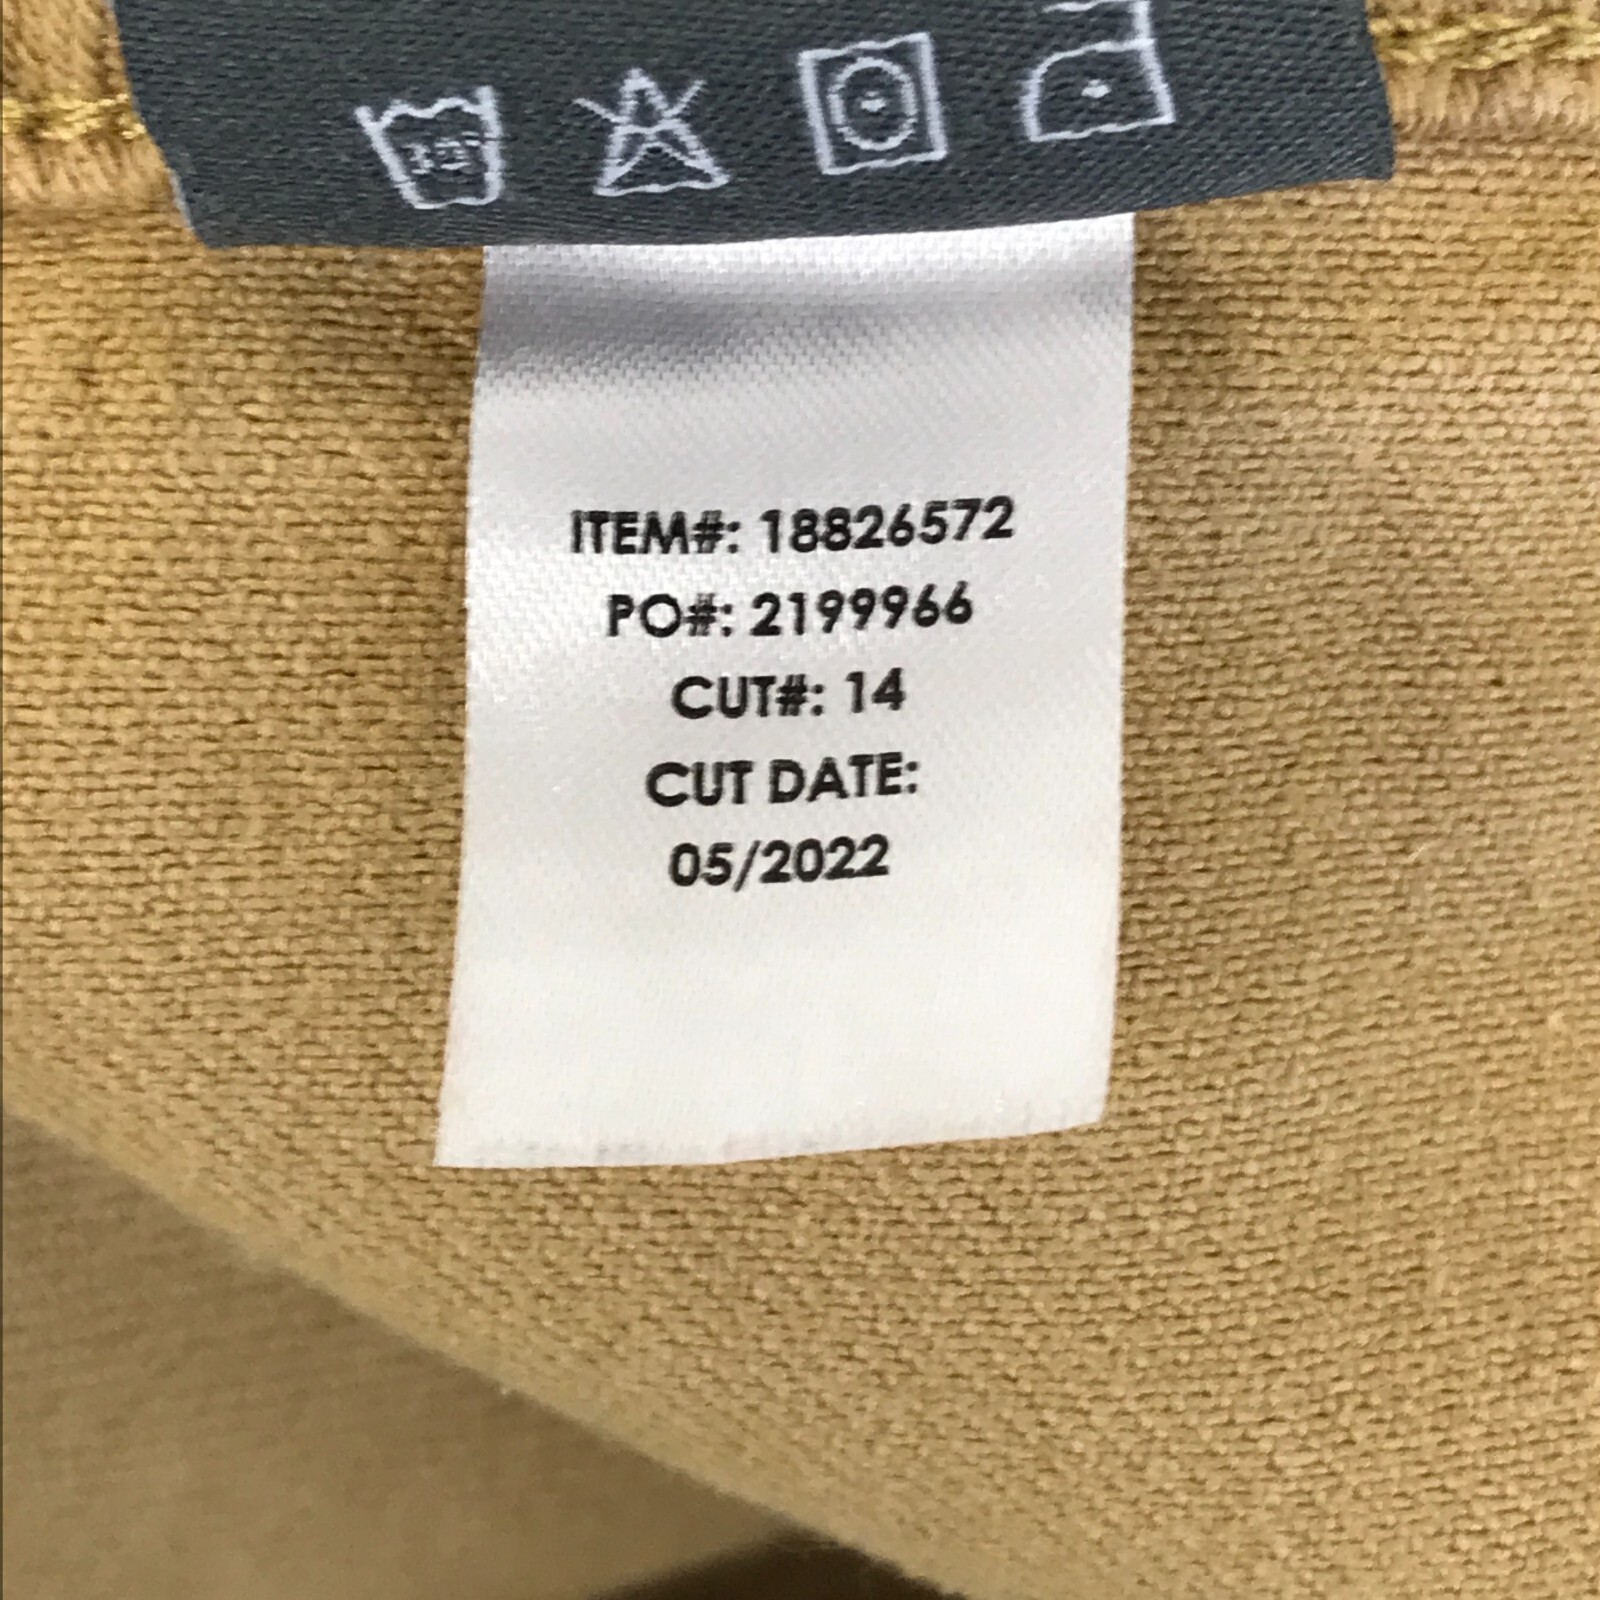 ITEM#: 18826572
PO#: 2199966
CUT#: 14
CUT DATE:
05/2022